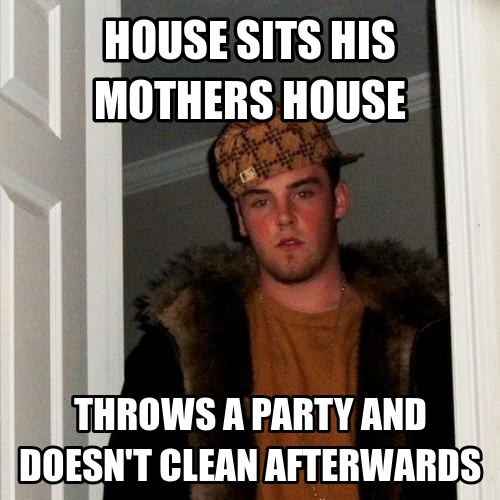 HOUSE SITS HIS
MOTHERS HOUSE
THROWS A PARTY AND
DOESN'T CLEAN AFTERWARDS